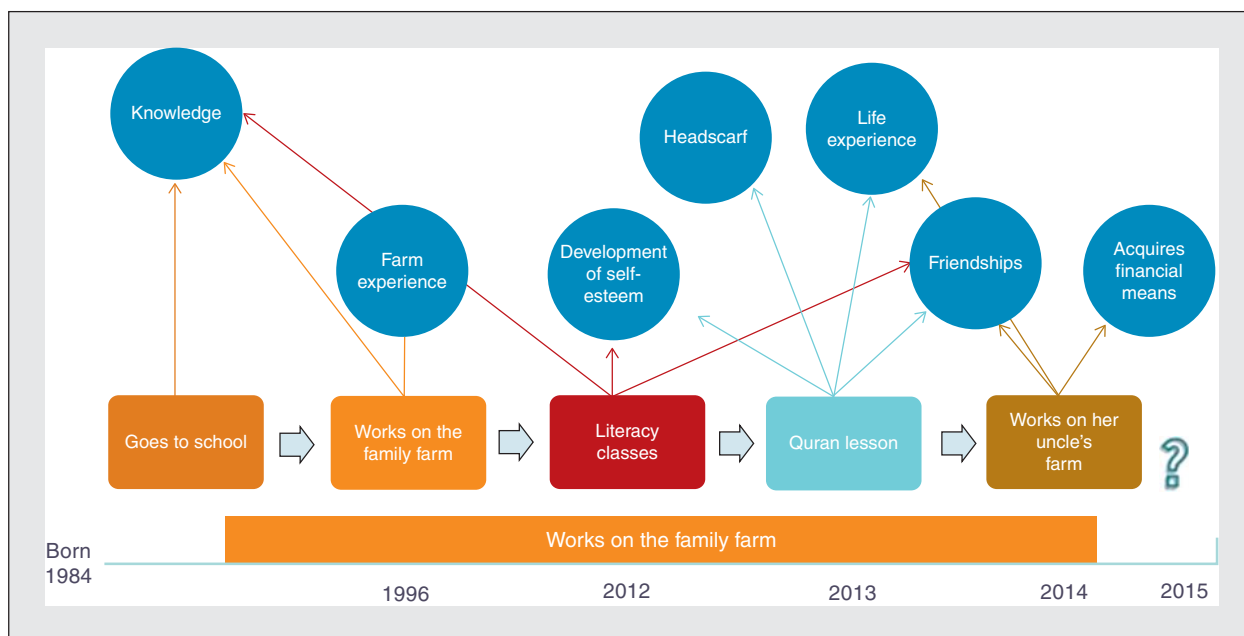 Knowledge
Headscarf
Life
experience
Farm
experience
Development
of self-
esteem
Friendships
Acquires
financial
means
Goes to school
Works on the
family farm
Literacy
classes
Quran lesson
Works on her
uncle's
farm
?
Works on the family farm
Born
1984
1996
2012
2013
2014
2015